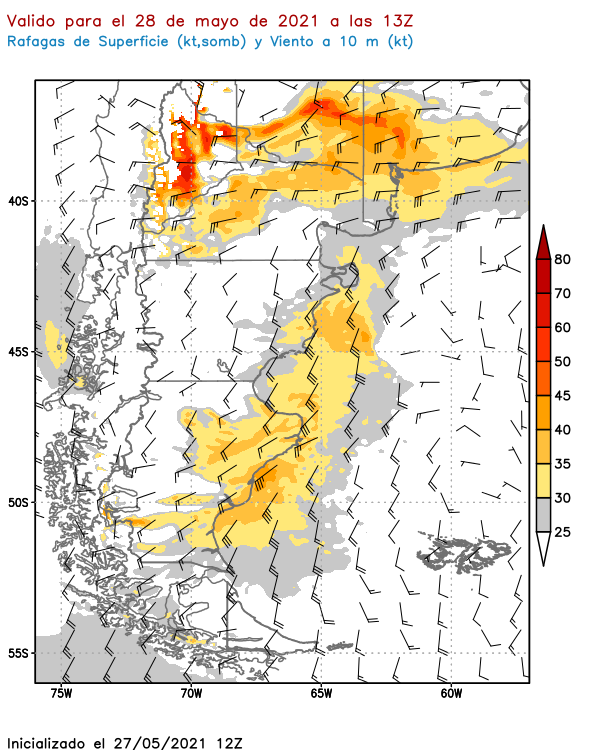 Valido para el 28 de mayo de 2021 a las 13Z
Rafagas de Superficie (kt,somb) y Viento a 10 m (kt)
40S
45S
50S
55S
75W 70W 65W 60W
80
70
60
50
45
40
35
30
25
Inicializado el 27/05/2021 12Z